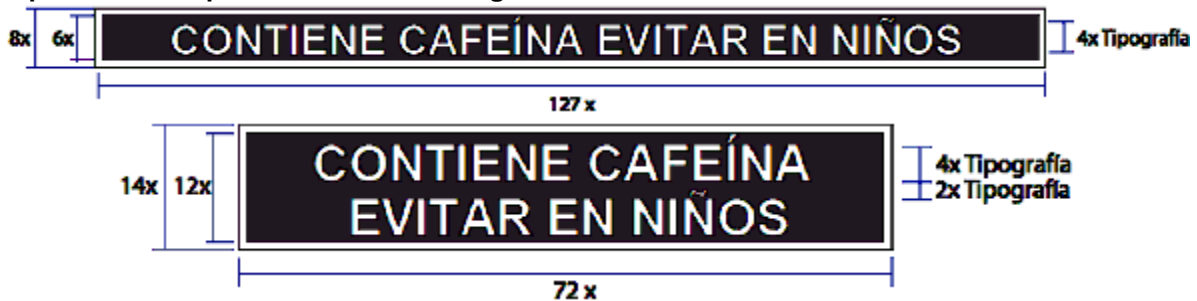 8x
6x
CONTIENE CAFEÍNA EVITAR EN NIÑOS
4x Tipografía
127 x
14x
12x
CONTIENE CAFEÍNA
EVITAR EN NIÑOS
4x Tipografía
2x Tipografía
72 x